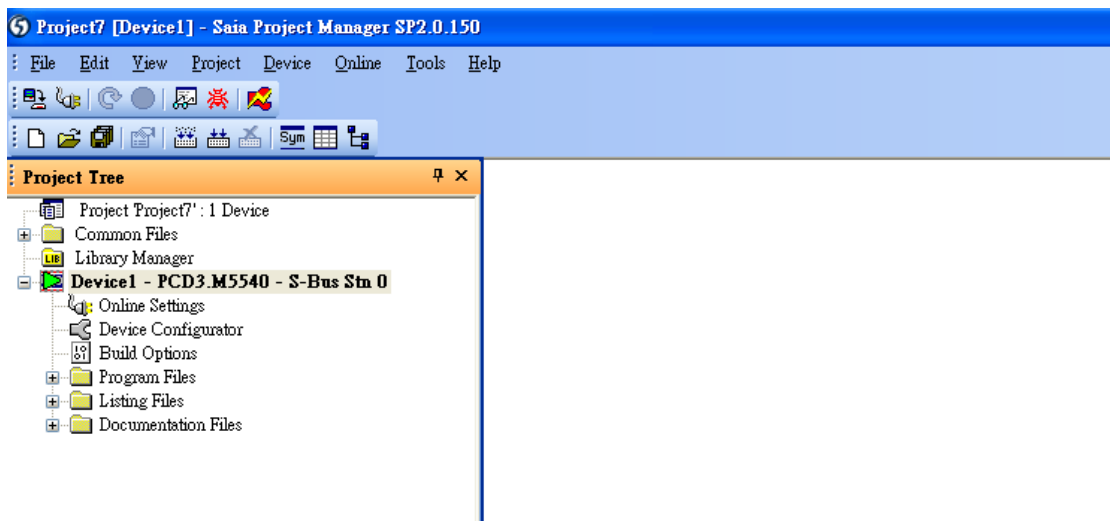 Project7 [Device1] - Saia Project Manager SP2.0.150
File Edit View Project Device Online Tools Help
Sym
Project Tree
Project 'Project7' : 1 Device
Common Files
LIB Library Manager
Device1 - PCD3.M5540 - S-Bus Stn 0
Online Settings
Device Configurator
Build Options
Program Files
Listing Files
Documentation Files